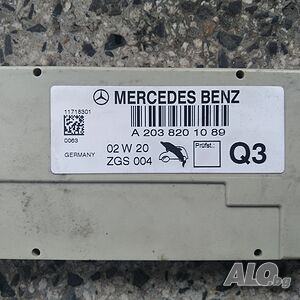 MERCEDES BENZ
A 203 820 10 89
11718301
0063
GERMANY
02 W 20
ZGS 004
Prüfst.:
Q3
ALO.bg